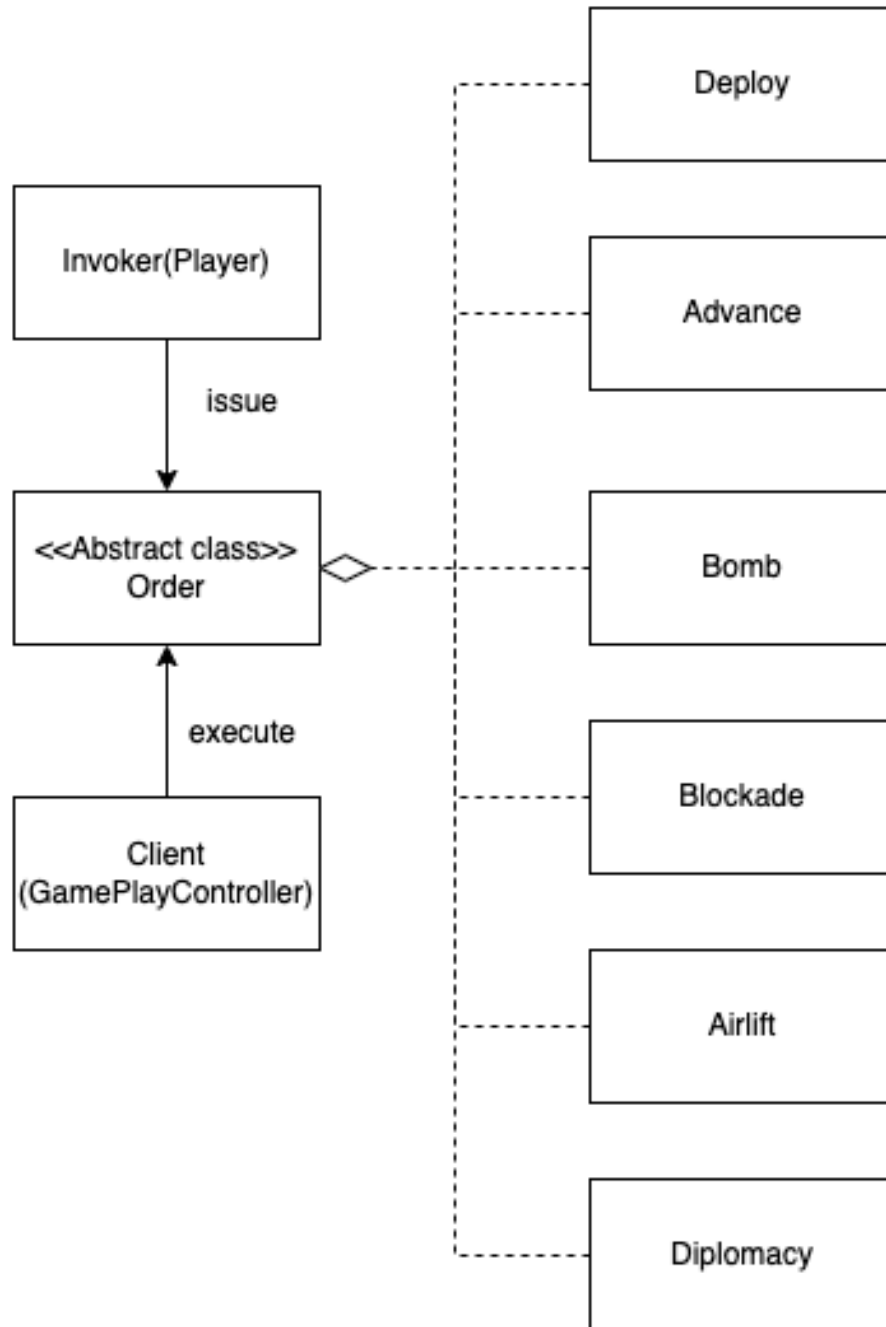 Deploy
Invoker(Player)
Advance
issue
<<Abstract class>>
Order
Bomb
execute
Blockade
Client
(GamePlayController)
Airlift
Diplomacy